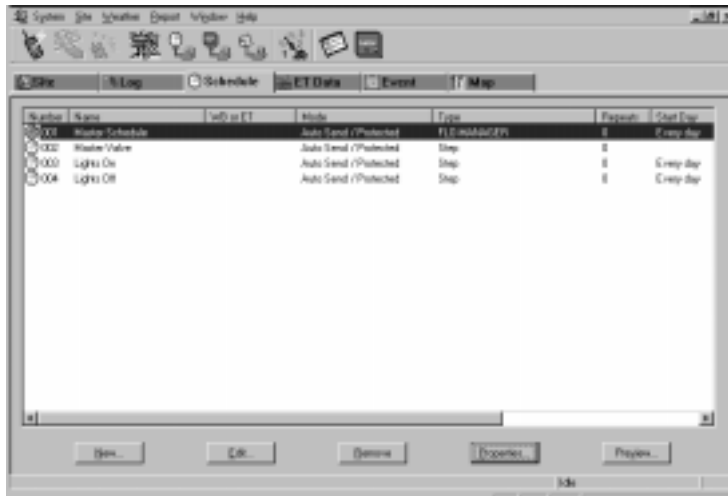 System Site Weather Report Window Help
Site Log Schedule ET Data Event Map
Number Name WB or ET Mode Type Repeats Start Day
001 Master Schedule Auto Send / Protected FLO MANAGER 0 Every day
002 Master Valve Auto Send / Protected Step 0
003 Lights On Auto Send / Protected Step 0 Every day
004 Lights Off Auto Send / Protected Step 0 Every day
New... Edit... Remove Properties... Preview...
Idle